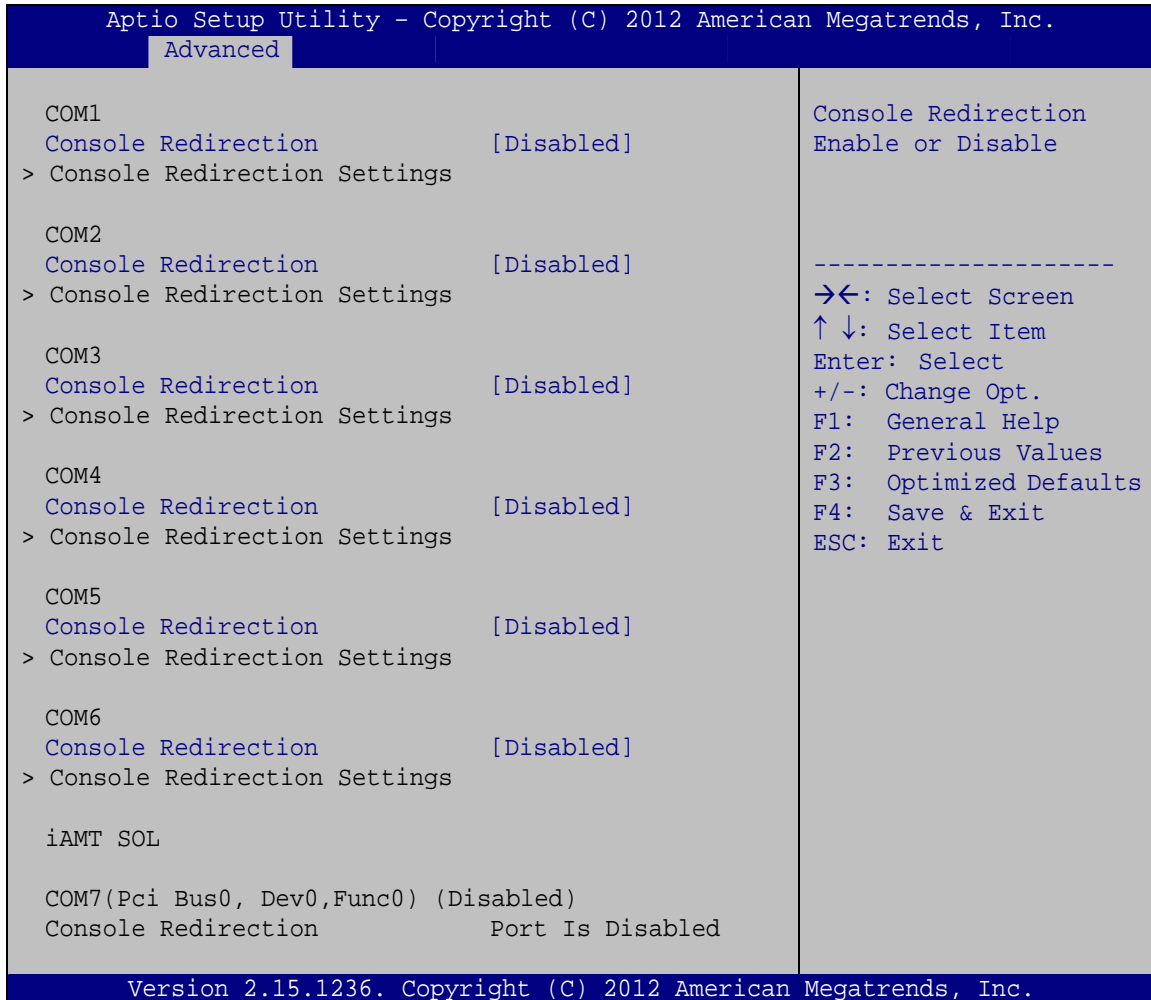 Aptio Setup Utility – Copyright (C) 2012 American Megatrends, Inc.
Advanced
COM1
Console Redirection [Disabled]
> Console Redirection Settings
COM2
Console Redirection [Disabled]
> Console Redirection Settings
COM3
Console Redirection [Disabled]
> Console Redirection Settings
COM4
Console Redirection [Disabled]
> Console Redirection Settings
COM5
Console Redirection [Disabled]
> Console Redirection Settings
COM6
Console Redirection [Disabled]
> Console Redirection Settings
iAMT SOL
COM7(Pci Bus0, Dev0,Func0) (Disabled)
Console Redirection Port Is Disabled
Console Redirection
Enable or Disable
---------------------
→←: Select Screen
↑ ↓: Select Item
Enter: Select
+/-: Change Opt.
F1: General Help
F2: Previous Values
F3: Optimized Defaults
F4: Save & Exit
ESC: Exit
Version 2.15.1236. Copyright (C) 2012 American Megatrends, Inc.